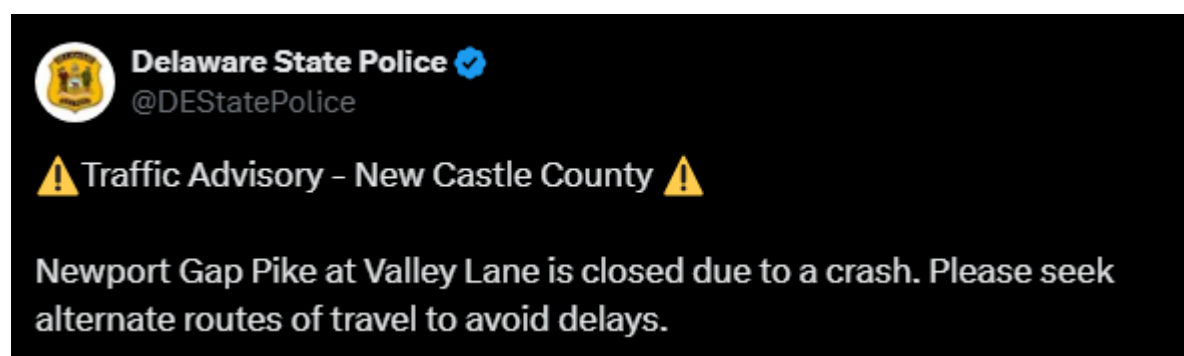 Delaware State Police
@DEStatePolice
⚠️Traffic Advisory - New Castle County ⚠️
Newport Gap Pike at Valley Lane is closed due to a crash. Please seek
alternate routes of travel to avoid delays.